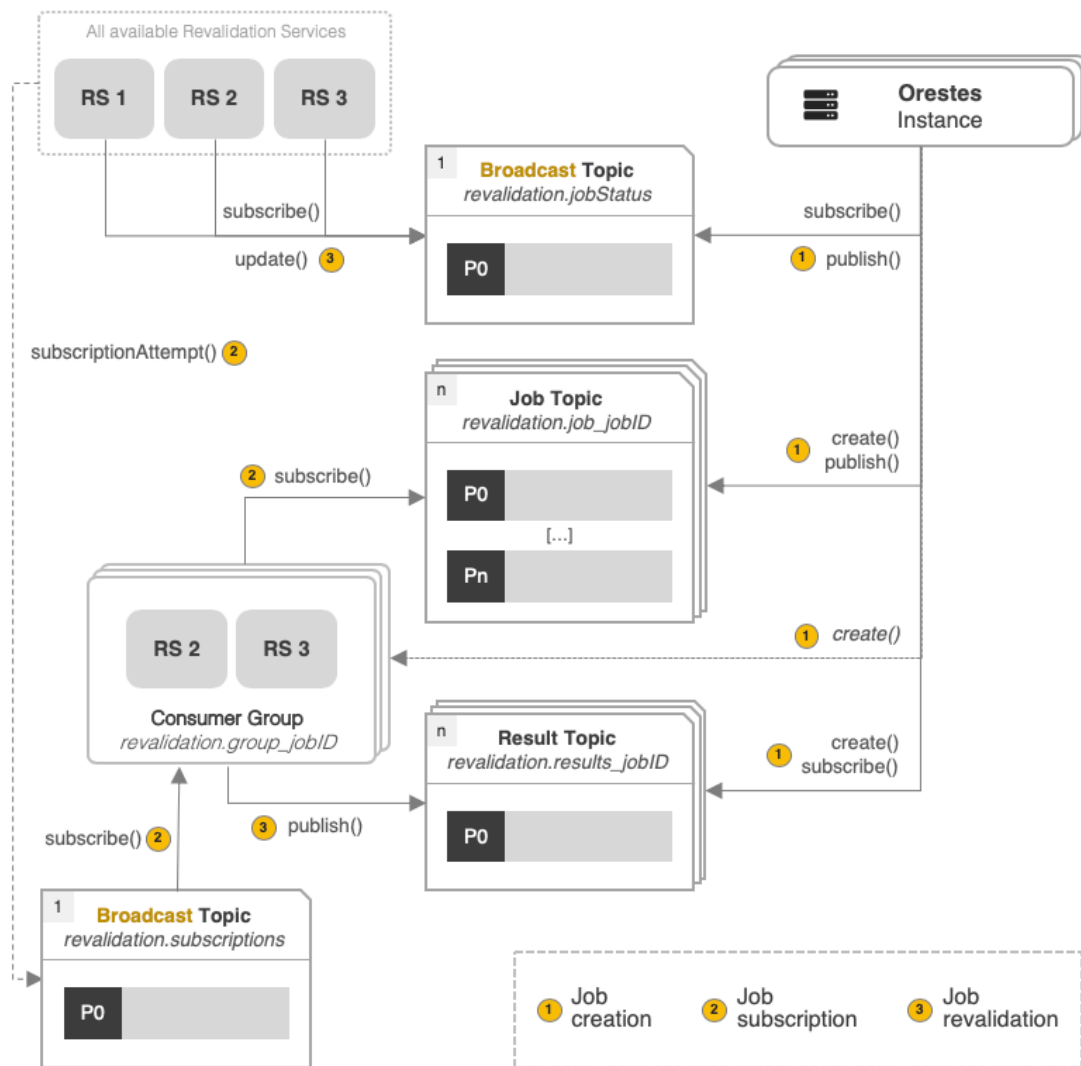 All available Revalidation Services
RS 1
RS 2
RS 3
Orestes
Instance
1
Broadcast Topic
revalidation.jobStatus
P0
subscribe()
update() 3
subscribe()
1 publish()
subscriptionAttempt() 2
n
Job Topic
revalidation.job_jobID
P0
[...]
Pn
1 create()
publish()
2 subscribe()
RS 2
RS 3
Consumer Group
revalidation.group_jobID
1 create()
n
Result Topic
revalidation.results_jobID
P0
1 create()
subscribe()
3 publish()
subscribe() 2
1
Broadcast Topic
revalidation.subscriptions
P0
1 Job
creation
2 Job
subscription
3 Job
revalidation